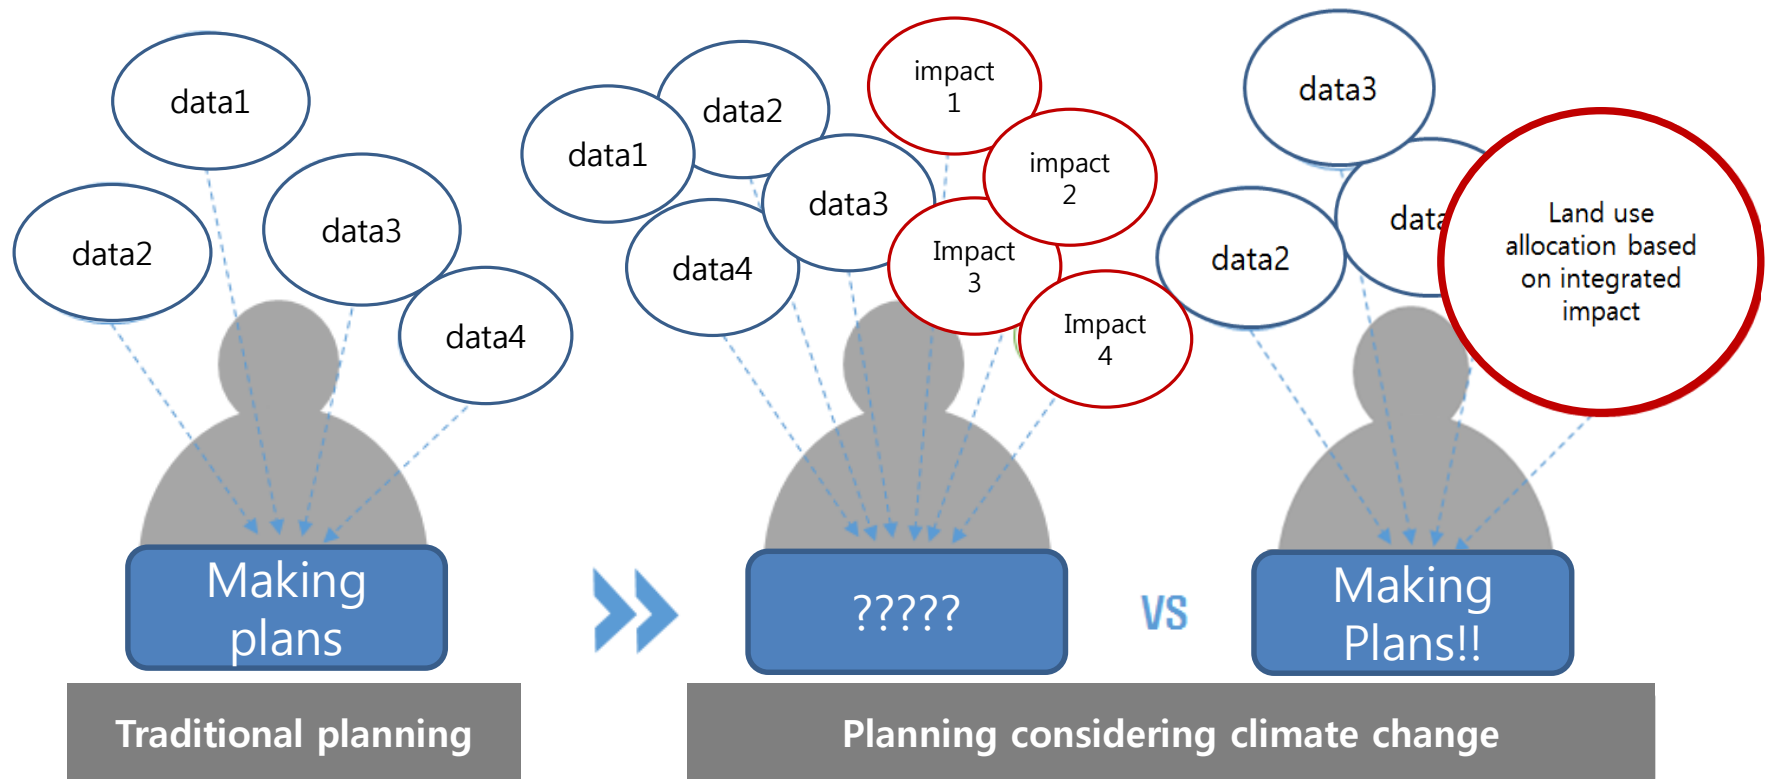 data1
data2
data3
data4
Making
plans
Traditional planning
data1
data2
data3
data4
impact
1
impact
2
Impact
3
Impact
4
?????
VS
data3
data2
data
Land use
allocation based
on integrated
impact
Making
Plans!!
Planning considering climate change